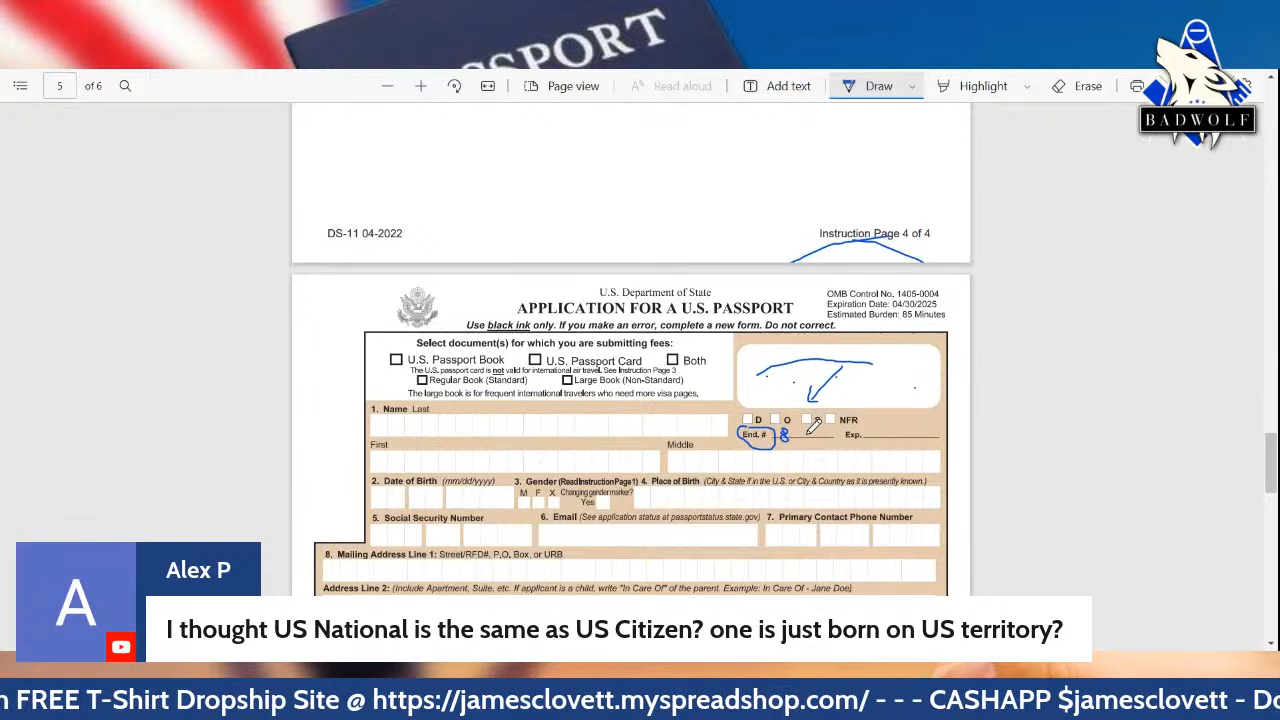 PASSPORT
5 of 6
Page view
Read aloud
Add text
Draw
Highlight
Erase
BADWOLF
DS-11 04-2022
Instruction Page 4 of 4
U.S. Department of State
APPLICATION FOR A U.S. PASSPORT
Use black ink only. If you make an error, complete a new form. Do not correct.
OMB Control No. 1405-0004
Expiration Date: 04/30/2025
Estimated Burden: 85 Minutes
Select document(s) for which you are submitting fees:
U.S. Passport Book U.S. Passport Card Both
The U.S. passport card is not valid for international air travel. See Instruction Page 3
Regular Book (Standard) Large Book (Non-Standard)
The large book is for frequent international travelers who need more visa pages.
1. Name Last
D O NFR
End. # 8 Exp.
First Middle
2. Date of Birth (mm/dd/yyyy) 3. Gender (Read Instruction Page 1) 4. Place of Birth (City & State if in the U.S. or City & Country as it is presently known.)
M F X Changing gender marker?
Yes
5. Social Security Number 6. Email (See application status at passportstatus.state.gov) 7. Primary Contact Phone Number
8. Mailing Address Line 1: Street/RFD#, P.O. Box, or URB
Address Line 2: (Include Apartment, Suite, etc. If applicant is a child, write "In Care Of" of the parent. Example: In Care Of - Jane Doe)
A
Alex P
I thought US National is the same as US Citizen? one is just born on US territory?
FREE T-Shirt Dropship Site @ https://jamesclovett.myspreadshop.com/ - - - CASHAPP $jamesclovett -